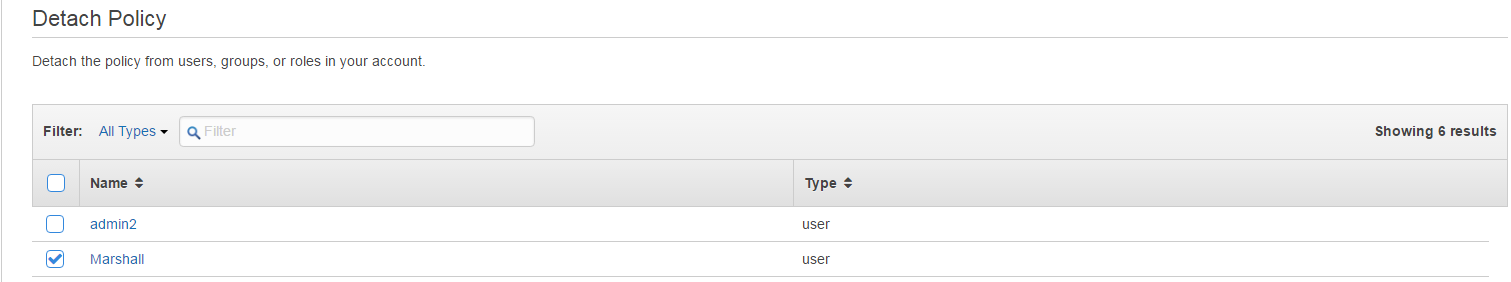 Detach Policy
Detach the policy from users, groups, or roles in your account.
Filter: All Types Filter Showing 6 results
Name Type
admin2 user
Marshall user